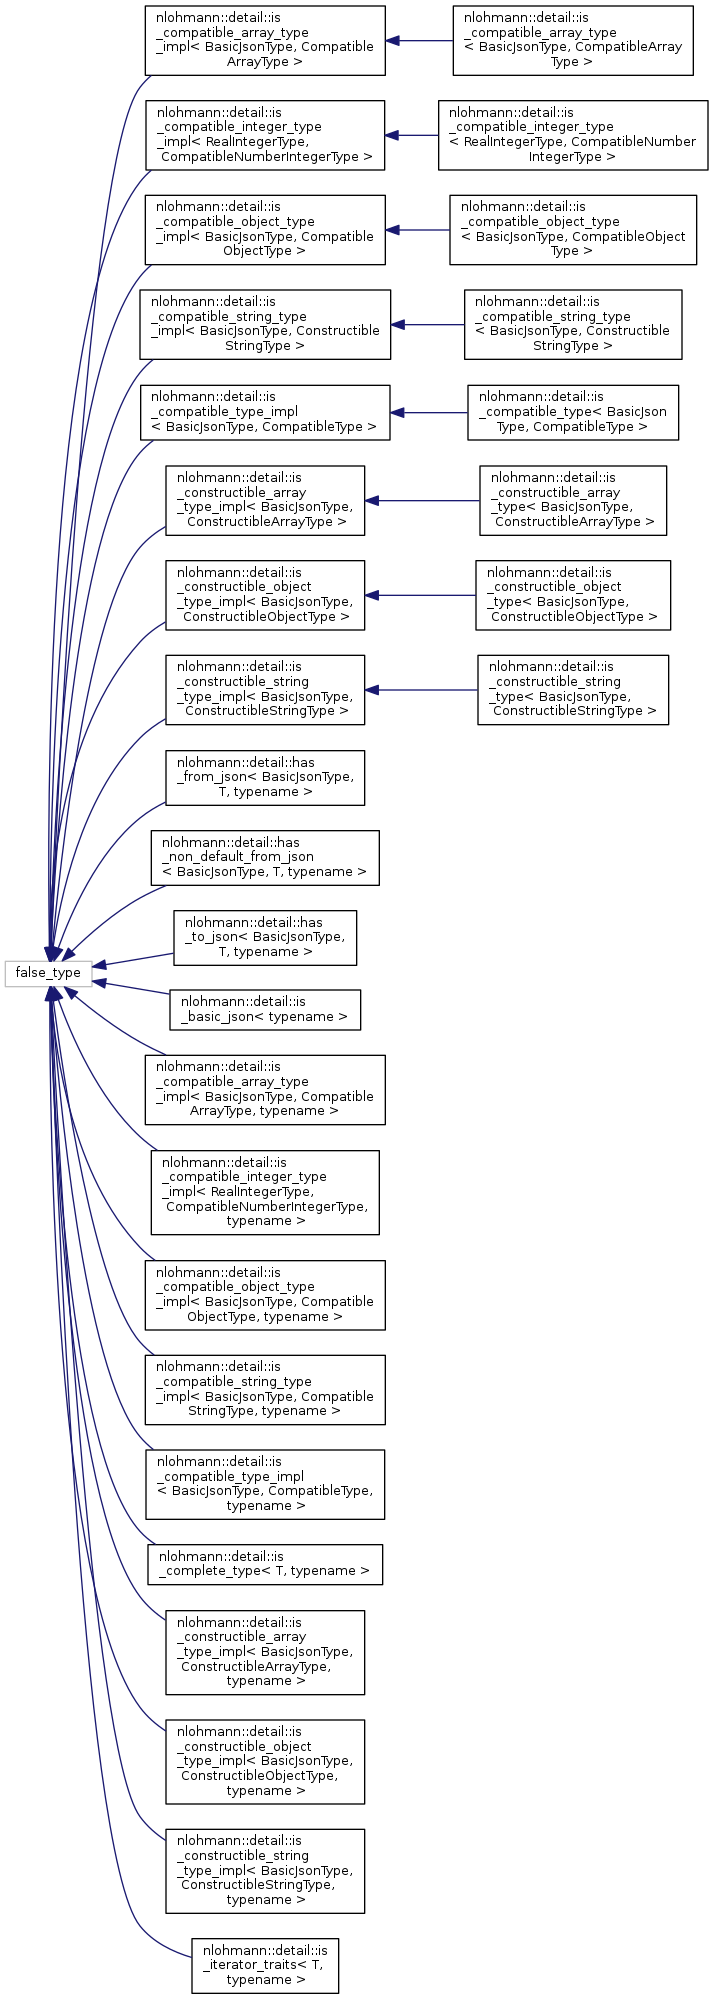 nlohmann::detail::is
_compatible_array_type
_impl< BasicJsonType, Compatible
ArrayType >
nlohmann::detail::is
_compatible_array_type
< BasicJsonType, CompatibleArray
Type >
nlohmann::detail::is
_compatible_integer_type
_impl< RealIntegerType,
CompatibleNumberIntegerType >
nlohmann::detail::is
_compatible_integer_type
< RealIntegerType, CompatibleNumber
IntegerType >
nlohmann::detail::is
_compatible_object_type
_impl< BasicJsonType, Compatible
ObjectType >
nlohmann::detail::is
_compatible_object_type
< BasicJsonType, CompatibleObject
Type >
nlohmann::detail::is
_compatible_string_type
_impl< BasicJsonType, Constructible
StringType >
nlohmann::detail::is
_compatible_string_type
< BasicJsonType, Constructible
StringType >
nlohmann::detail::is
_compatible_type_impl
< BasicJsonType, CompatibleType >
nlohmann::detail::is
_compatible_type< BasicJson
Type, CompatibleType >
nlohmann::detail::is
_constructible_array
_type_impl< BasicJsonType,
ConstructibleArrayType >
nlohmann::detail::is
_constructible_array
_type< BasicJsonType,
ConstructibleArrayType >
nlohmann::detail::is
_constructible_object
_type_impl< BasicJsonType,
ConstructibleObjectType >
nlohmann::detail::is
_constructible_object
_type< BasicJsonType,
ConstructibleObjectType >
nlohmann::detail::is
_constructible_string
_type_impl< BasicJsonType,
ConstructibleStringType >
nlohmann::detail::is
_constructible_string
_type< BasicJsonType,
ConstructibleStringType >
nlohmann::detail::has
_from_json< BasicJsonType,
T, typename >
nlohmann::detail::has
_non_default_from_json
< BasicJsonType, T, typename >
nlohmann::detail::has
_to_json< BasicJsonType,
T, typename >
false_type
nlohmann::detail::is
_basic_json< typename >
nlohmann::detail::is
_compatible_array_type
_impl< BasicJsonType, Compatible
ArrayType, typename >
nlohmann::detail::is
_compatible_integer_type
_impl< RealIntegerType,
CompatibleNumberIntegerType,
typename >
nlohmann::detail::is
_compatible_object_type
_impl< BasicJsonType, Compatible
ObjectType, typename >
nlohmann::detail::is
_compatible_string_type
_impl< BasicJsonType, Compatible
StringType, typename >
nlohmann::detail::is
_compatible_type_impl
< BasicJsonType, CompatibleType,
typename >
nlohmann::detail::is
_complete_type< T, typename >
nlohmann::detail::is
_constructible_array
_type_impl< BasicJsonType,
ConstructibleArrayType,
typename >
nlohmann::detail::is
_constructible_object
_type_impl< BasicJsonType,
ConstructibleObjectType,
typename >
nlohmann::detail::is
_constructible_string
_type_impl< BasicJsonType,
ConstructibleStringType,
typename >
nlohmann::detail::is
_iterator_traits< T,
typename >